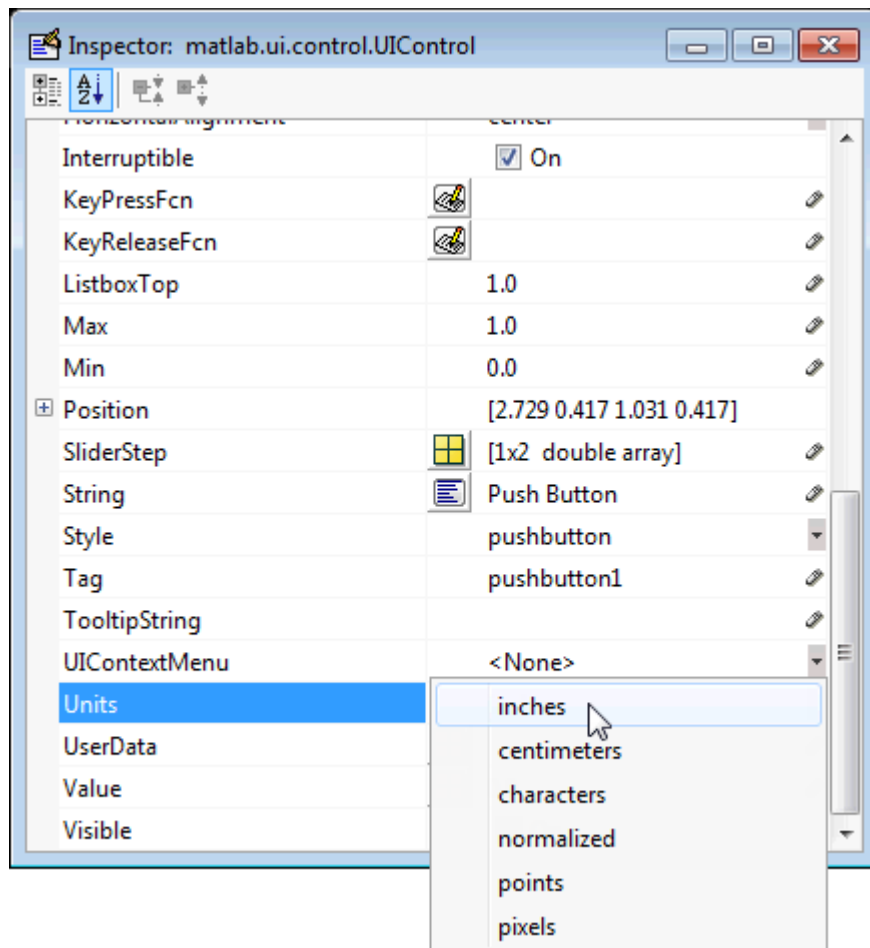 Inspector: matlab.ui.control.UIControl
HorizontalAlignment center
Interruptible On
KeyPressFcn
KeyReleaseFcn
ListboxTop 1.0
Max 1.0
Min 0.0
Position [2.729 0.417 1.031 0.417]
SliderStep [1x2 double array]
String Push Button
Style pushbutton
Tag pushbutton1
TooltipString
UIContextMenu <None>
Units inches
UserData centimeters
Value characters
Visible normalized
points
pixels